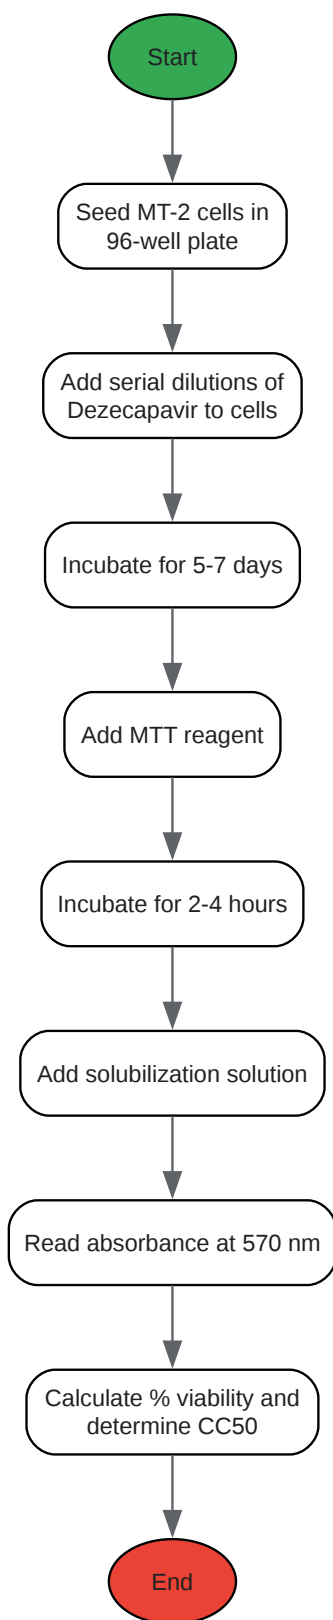 Start
Seed MT-2 cells in
96-well plate
Add serial dilutions of
Dezecapavir to cells
Incubate for 5-7 days
Add MTT reagent
Incubate for 2-4 hours
Add solubilization solution
Read absorbance at 570 nm
Calculate % viability and
determine CC50
End